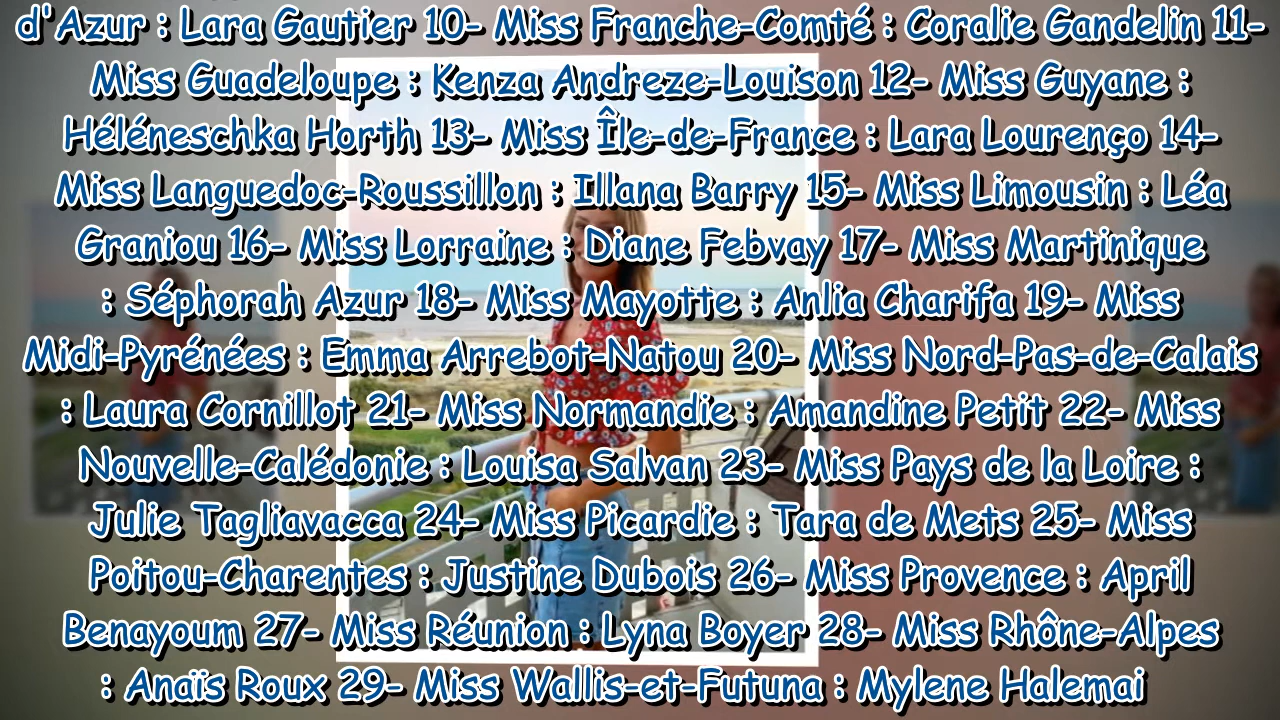 d'Azur : Lara Gautier 10- Miss Franche-Comté : Coralie Gandelin 11-
Miss Guadeloupe : Kenza Andreze-Louison 12- Miss Guyane :
Héléneschka Horth 13- Miss Île-de-France : Lara Lourenço 14-
Miss Languedoc-Roussillon : Illana Barry 15- Miss Limousin : Léa
Graniou 16- Miss Lorraine : Diane Febvay 17- Miss Martinique
: Séphorah Azur 18- Miss Mayotte : Anlia Charifa 19- Miss
Midi-Pyrénées : Emma Arrebot-Natou 20- Miss Nord-Pas-de-Calais
: Laura Cornillot 21- Miss Normandie : Amandine Petit 22- Miss
Nouvelle-Calédonie : Louisa Salvan 23- Miss Pays de la Loire :
Julie Tagliavacca 24- Miss Picardie : Tara de Mets 25- Miss
Poitou-Charentes : Justine Dubois 26- Miss Provence : April
Benayoum 27- Miss Réunion : Lyna Boyer 28- Miss Rhône-Alpes
: Anaïs Roux 29- Miss Wallis-et-Futuna : Mylene Halemai